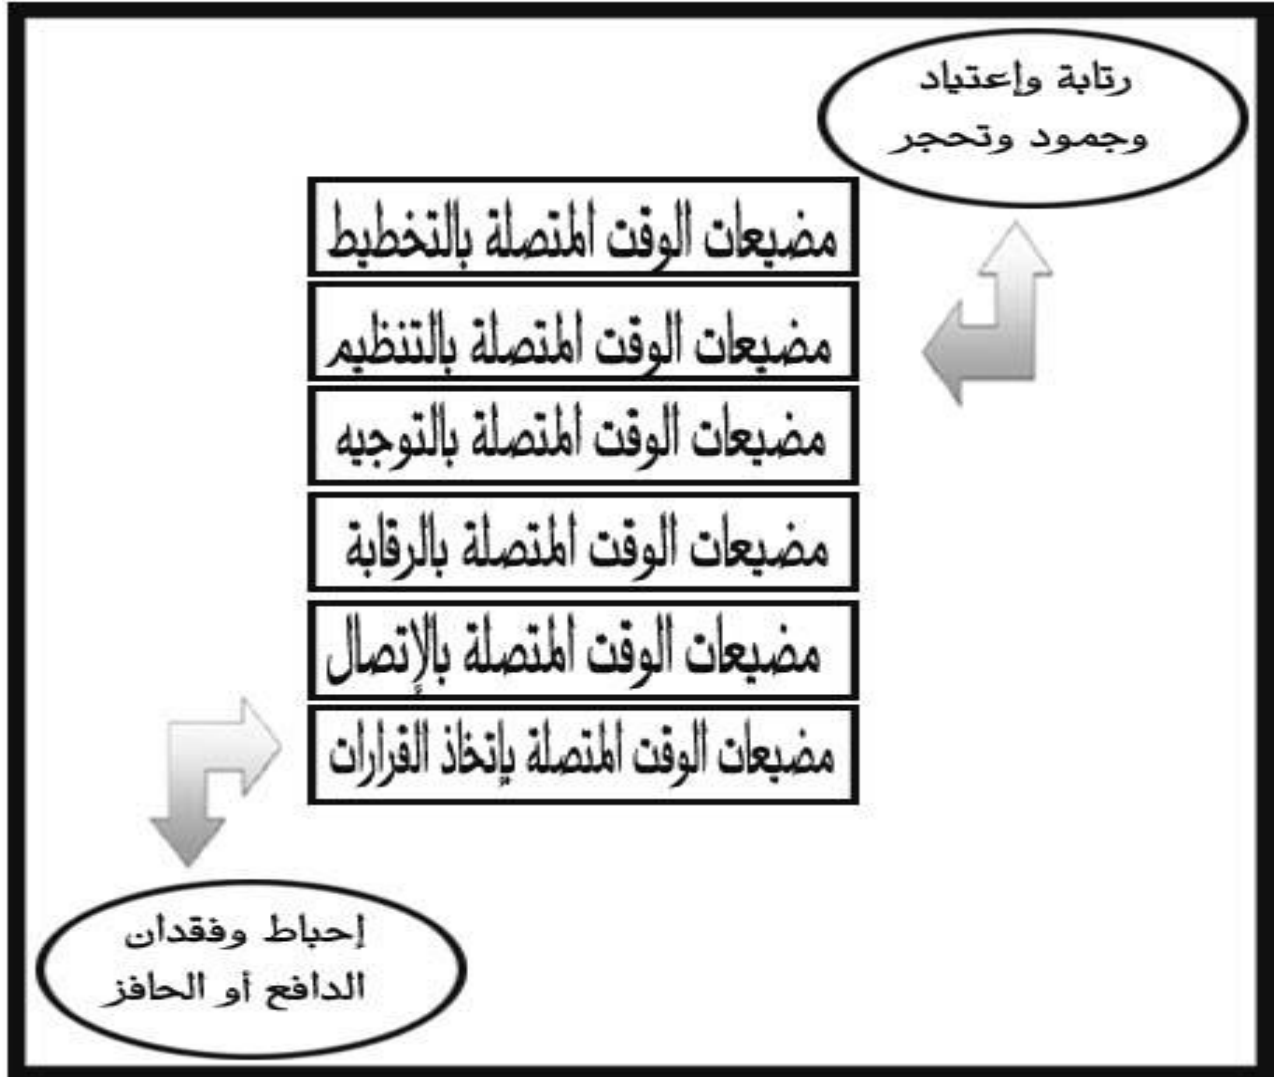 رتابة وإعتياد
وجمود وتحجر
مضيعات الوقت المتصلة بالتخطيط
مضيعات الوقت المتصلة بالتنظيم
مضيعات الوقت المتصلة بالتوجيه
مضيعات الوقت المتصلة بالرقابة
مضيعات الوقت المتصلة بالإتصال
مضيعات الوقت المتصلة بإتخاذ القرارات
إحباط وفقدان
الدافع أو الحافز